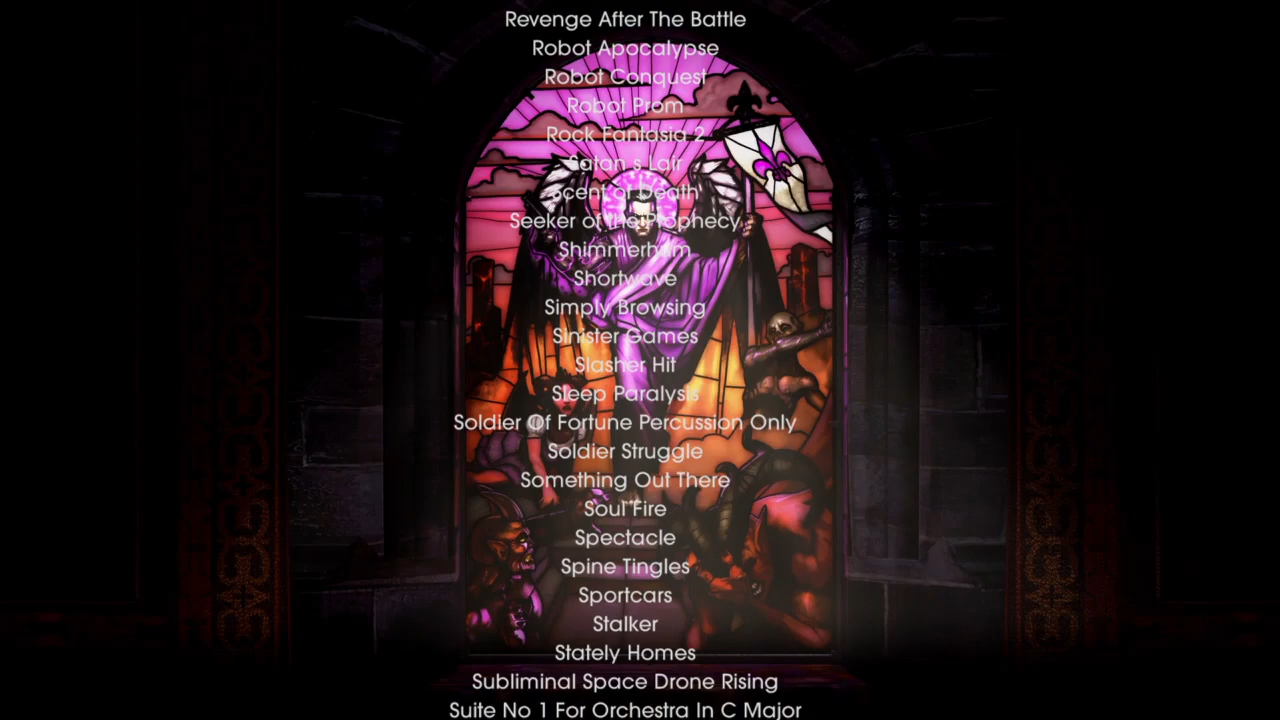 Revenge After The Battle
Robot Apocalypse
Robot Conquest
Robot Prom
Rock Fantasia 2
Satan s Lair
Scent of Death
Seeker of the Prophecy
Shimmerhum
Shortwave
Simply Browsing
Sinister Games
Slasher Hit
Sleep Paralysis
Soldier Of Fortune Percussion Only
Soldier Struggle
Something Out There
Soul Fire
Spectacle
Spine Tingles
Sportcars
Stalker
Stately Homes
Subliminal Space Drone Rising
Suite No 1 For Orchestra In C Major